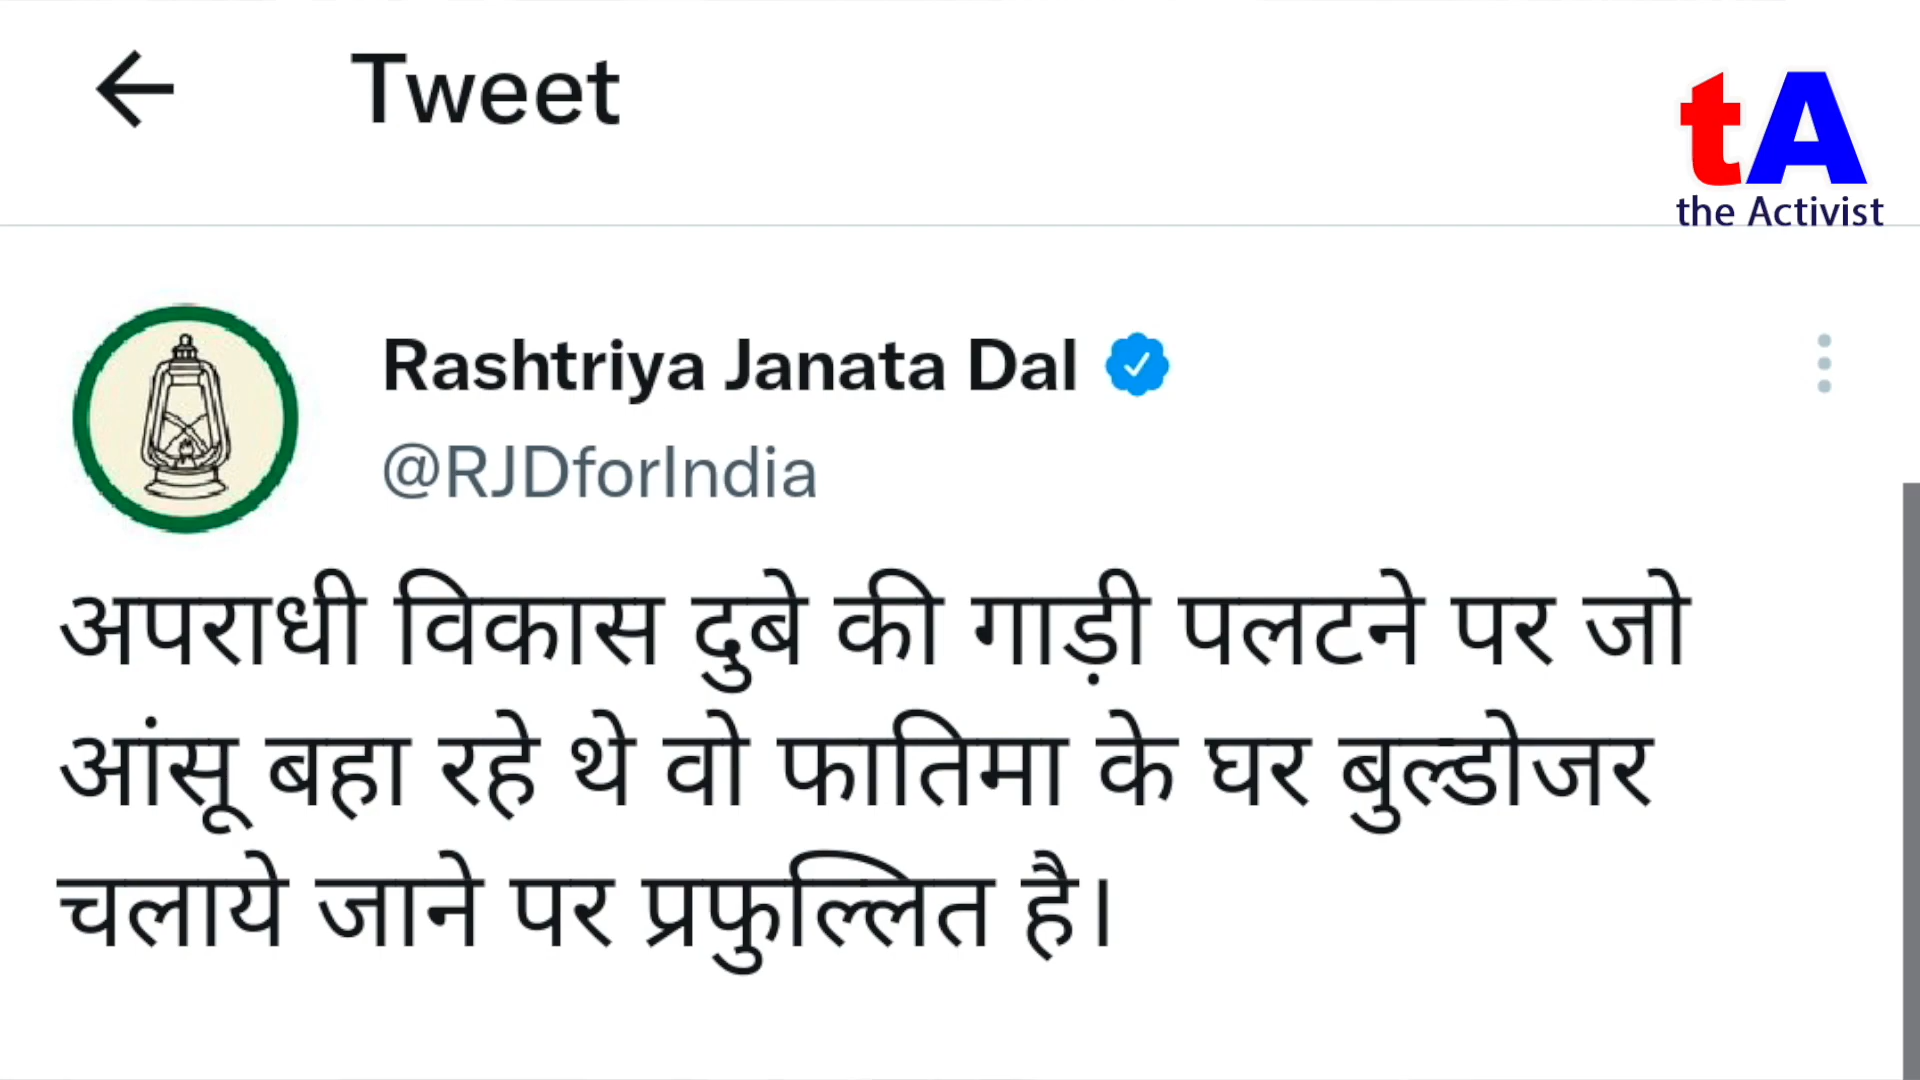 Tweet
tA
the Activist
Rashtriya Janata Dal
@RJDforIndia
अपराधी विकास दुबे की गाड़ी पलटने पर जो
आंसू बहा रहे थे वो फातिमा के घर बुल्डोजर
चलाये जाने पर प्रफुल्लित है।